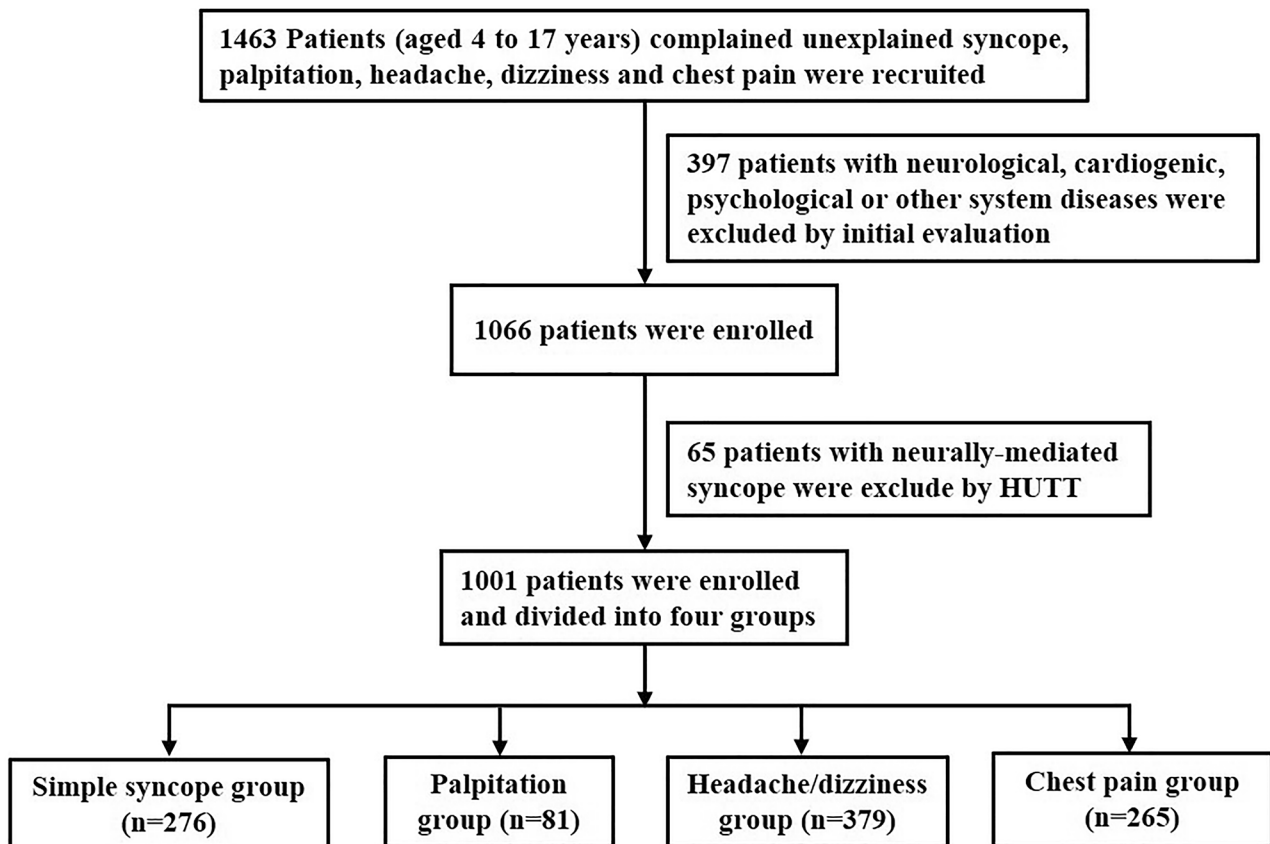 1463 Patients (aged 4 to 17 years) complained unexplained syncope,
palpitation, headache, dizziness and chest pain were recruited
397 patients with neurological, cardiogenic,
psychological or other system diseases were
excluded by initial evaluation
1066 patients were enrolled
65 patients with neurally-mediated
syncope were exclude by HUTT
1001 patients were enrolled
and divided into four groups
Simple syncope group
(n=276)
Palpitation
group (n=81)
Headache/dizziness
group (n=379)
Chest pain group
(n=265)